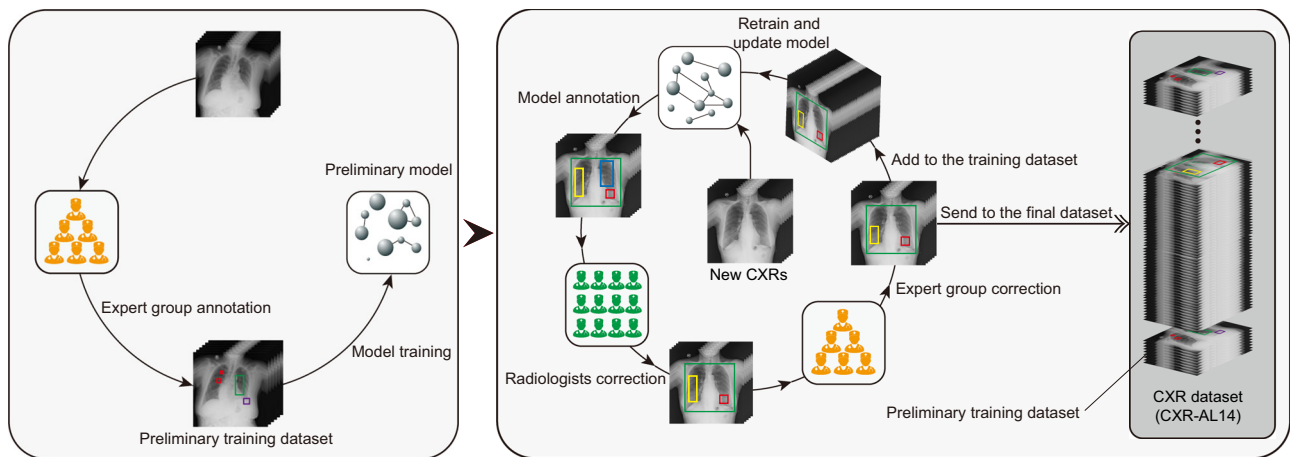 Preliminary model
Expert group annotation
Model training
Preliminary training dataset
Retrain and
update model
Model annotation
New CXRs
Add to the training dataset
Send to the final dataset
Expert group correction
Radiologists correction
Preliminary training dataset
CXR dataset
(CXR-AL14)